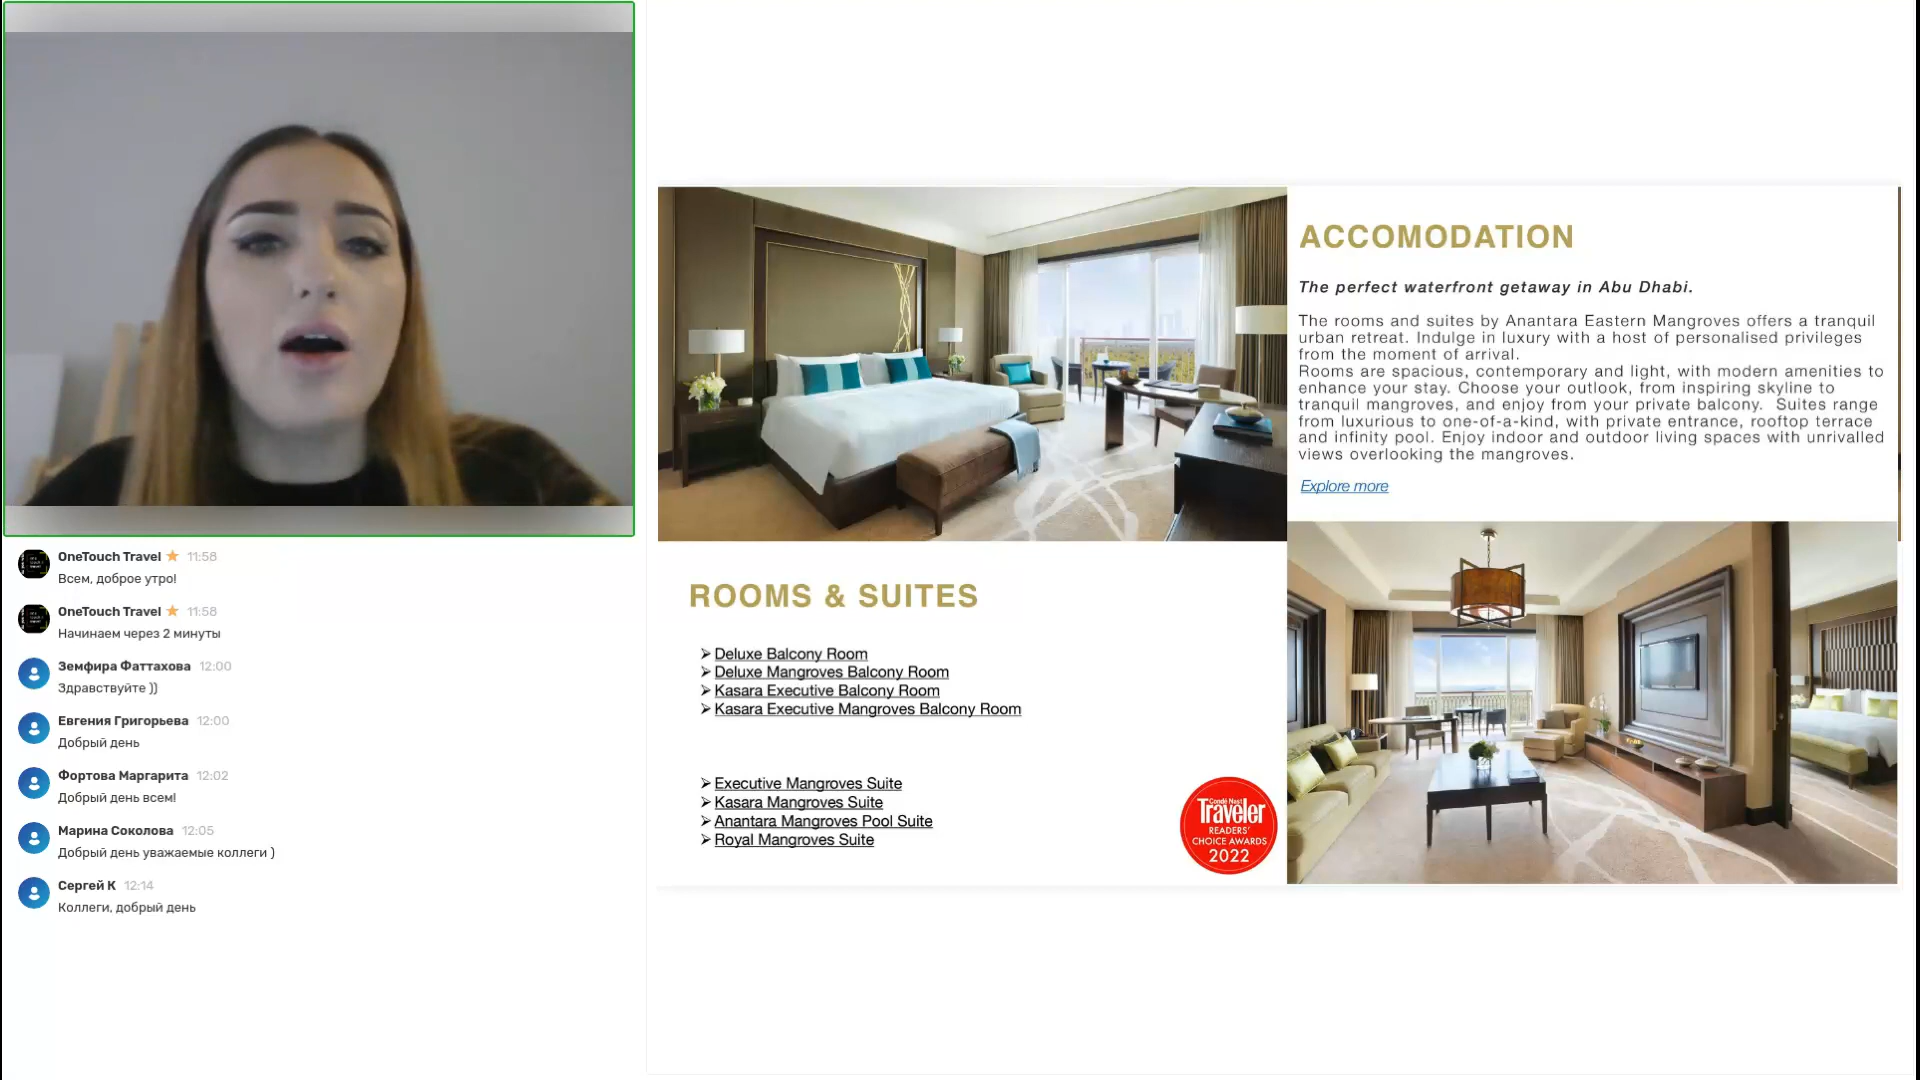 OneTouch Travel 11:58
Всем, доброе утро!
OneTouch Travel 11:58
Начинаем через 2 минуты
Земфира Фаттахова 12:00
Здравствуйте ))
Евгения Григорьева 12:00
Добрый день
Фортова Маргарита 12:02
Добрый день всем!
Марина Соколова 12:05
Добрый день уважаемые коллеги )
Сергей К 12:14
Коллеги, добрый день
ACCOMODATION
The perfect waterfront getaway in Abu Dhabi.
The rooms and suites by Anantara Eastern Mangroves offers a tranquil
urban retreat. Indulge in luxury with a host of personalised privileges
from the moment of arrival.
Rooms are spacious, contemporary and light, with modern amenities to
enhance your stay. Choose your outlook, from inspiring skyline to
tranquil mangroves, and enjoy from your private balcony. Suites range
from luxurious to one-of-a-kind, with private entrance, rooftop terrace
and infinity pool. Enjoy indoor and outdoor living spaces with unrivalled
views overlooking the mangroves.
Explore more
ROOMS & SUITES
Deluxe Balcony Room
Deluxe Mangroves Balcony Room
Kasara Executive Balcony Room
Kasara Executive Mangroves Balcony Room
Executive Mangroves Suite
Kasara Mangroves Suite
Anantara Mangroves Pool Suite
Royal Mangroves Suite
Condé Nast
Traveler
READERS'
CHOICE AWARDS
2022